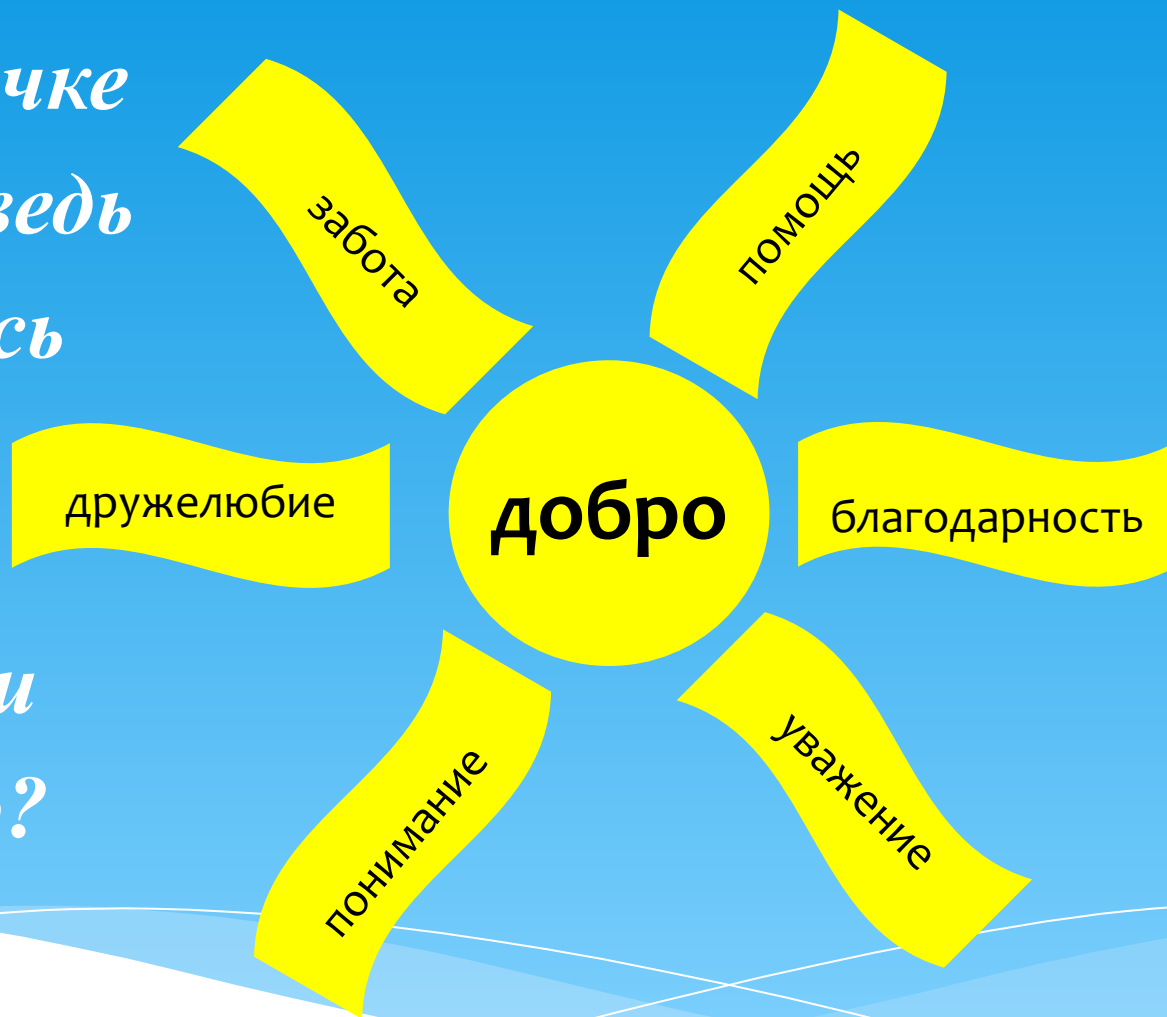 чке
ведь
сь
и
?
забота
помощь
дружелюбие
добро
благодарность
понимание
уважение